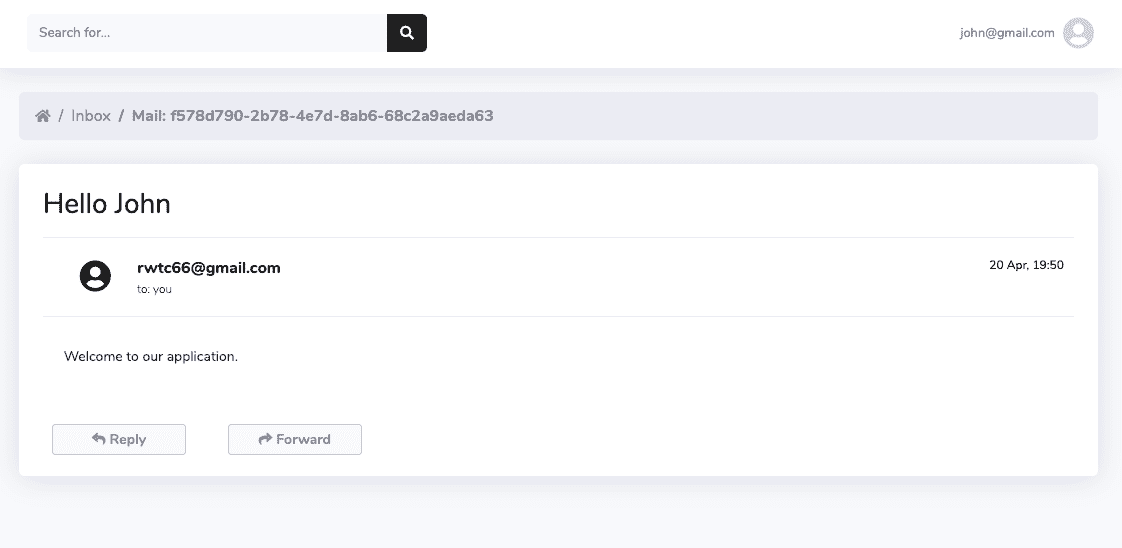 Search for...
john@gmail.com
/ Inbox / Mail: f578d790-2b78-4e7d-8ab6-68c2a9aeda63
Hello John
rwtc66@gmail.com
20 Apr, 19:50
to: you
Welcome to our application.
Reply
Forward